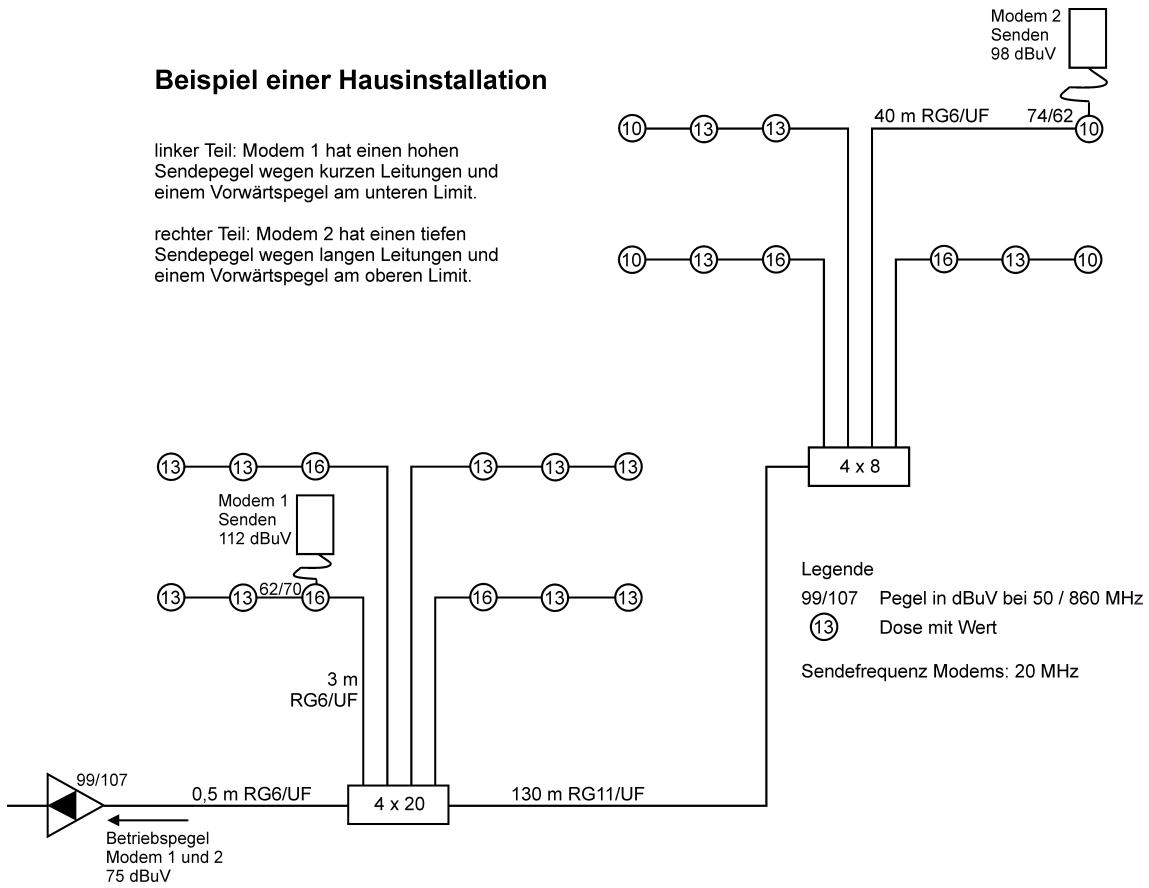 Beispiel einer Hausinstallation
linker Teil: Modem 1 hat einen hohen
Sendepegel wegen kurzen Leitungen und
einem Vorwärtspegel am unteren Limit.
rechter Teil: Modem 2 hat einen tiefen
Sendepegel wegen langen Leitungen und
einem Vorwärtspegel am oberen Limit.
Modem 2
Senden
98 dBuV
10 13 13
40 m RG6/UF 74/62 10
10 13 16
16 13 10
4 x 8
13 13 16
13 13 13
Modem 1
Senden
112 dBuV
13 13 62/70 16
16 13 13
3 m
RG6/UF
Legende
99/107 Pegel in dBuV bei 50 / 860 MHz
13 Dose mit Wert
Sendefrequenz Modems: 20 MHz
99/107
0,5 m RG6/UF
4 x 20
130 m RG11/UF
Betriebspegel
Modem 1 und 2
75 dBuV